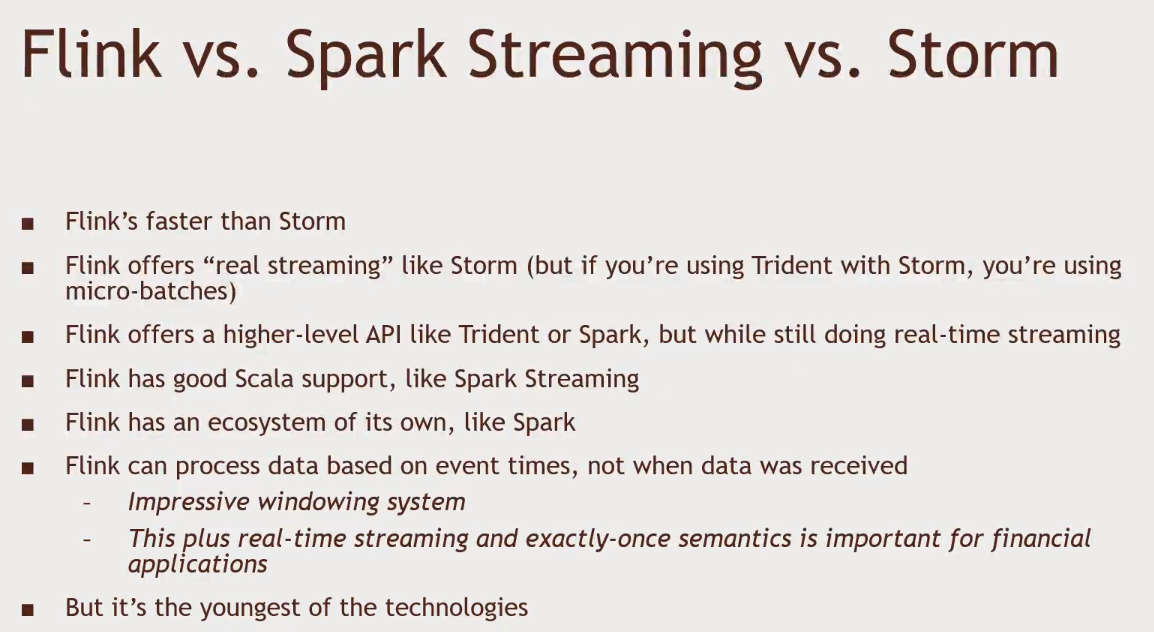 Flink vs. Spark Streaming vs. Storm
■ Flink’s faster than Storm
■ Flink offers “real streaming” like Storm (but if you’re using Trident with Storm, you’re using
micro-batches)
■ Flink offers a higher-level API like Trident or Spark, but while still doing real-time streaming
■ Flink has good Scala support, like Spark Streaming
■ Flink has an ecosystem of its own, like Spark
■ Flink can process data based on event times, not when data was received
– Impressive windowing system
– This plus real-time streaming and exactly-once semantics is important for financial
applications
■ But it’s the youngest of the technologies